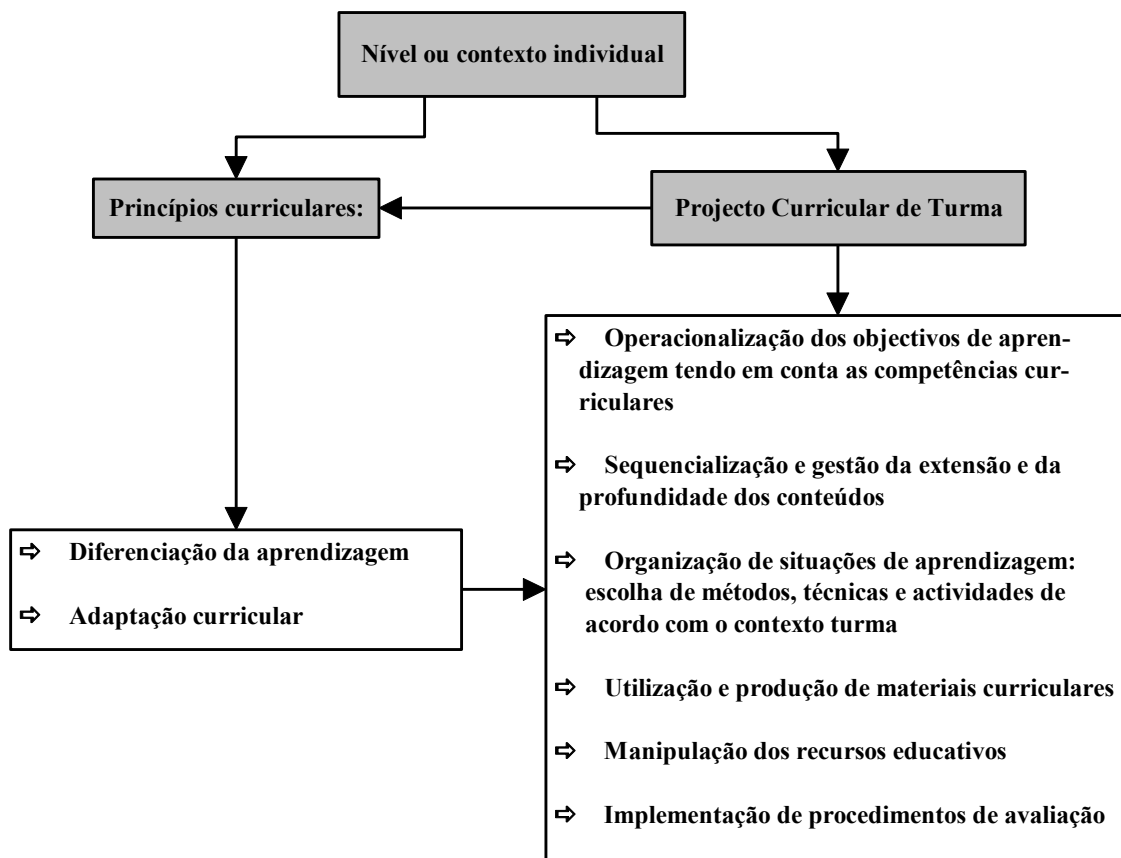 Nível ou contexto individual
Princípios curriculares:
Projecto Curricular de Turma
⇨ Diferenciação da aprendizagem
⇨ Adaptação curricular
⇨ Operacionalização dos objectivos de apren-
dizagem tendo em conta as competências cur-
riculares
⇨ Sequencialização e gestão da extensão e da
profundidade dos conteúdos
⇨ Organização de situações de aprendizagem:
escolha de métodos, técnicas e actividades de
acordo com o contexto turma
⇨ Utilização e produção de materiais curriculares
⇨ Manipulação dos recursos educativos
⇨ Implementação de procedimentos de avaliação